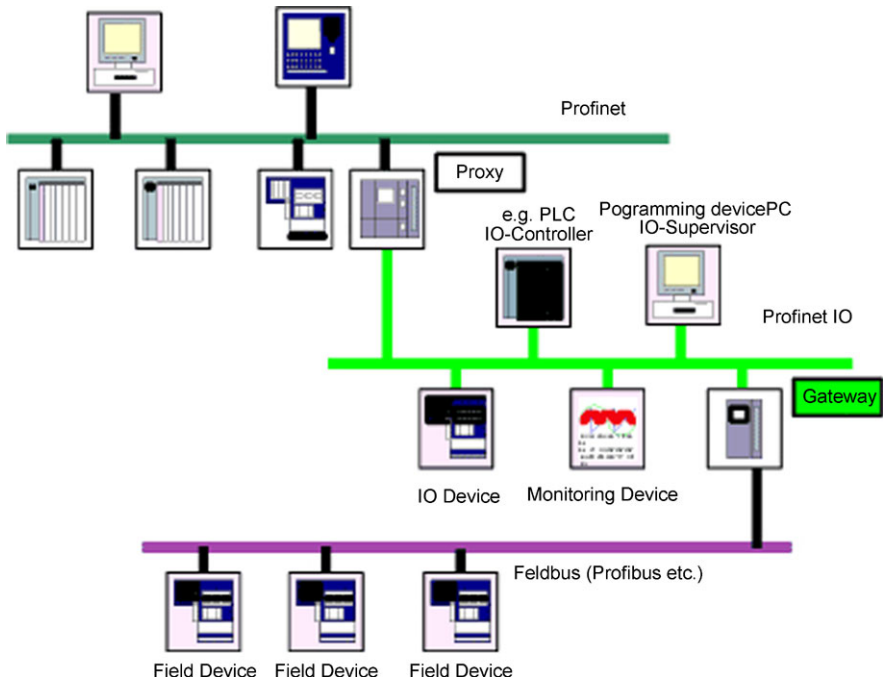 Profinet
Proxy
e.g. PLC
IO-Controller
Pogramming devicePC
IO-Supervisor
Profinet IO
Gateway
IO Device
Monitoring Device
Feldbus (Profibus etc.)
Field Device
Field Device
Field Device